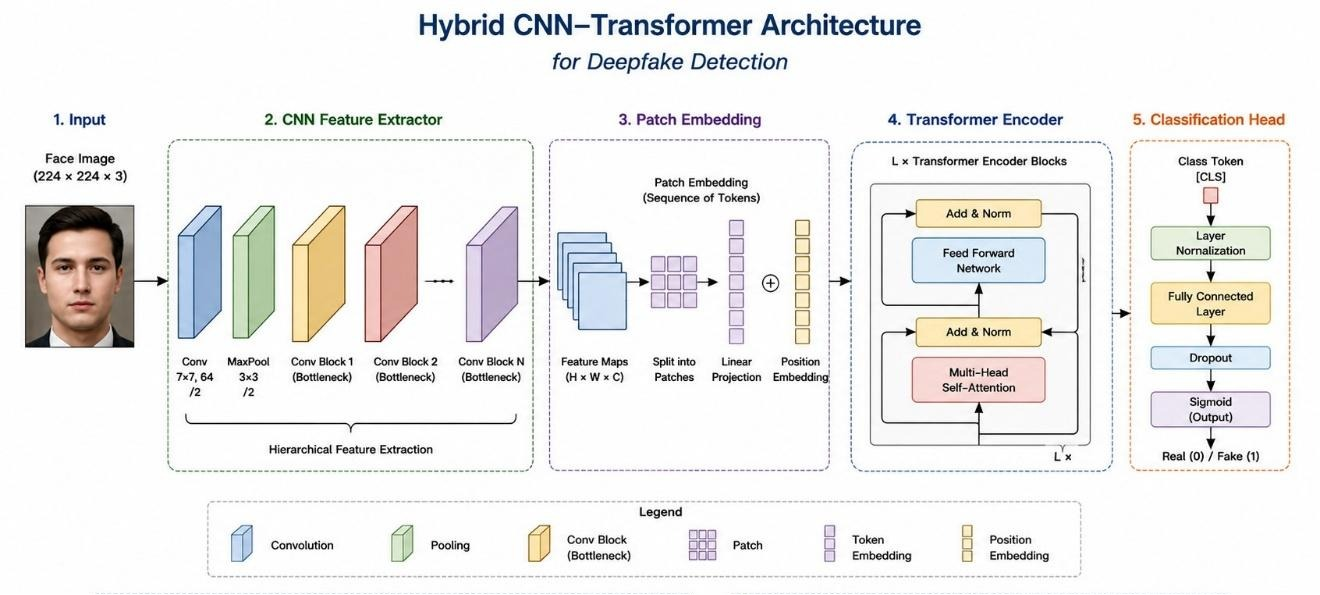 Hybrid CNN–Transformer Architecture
for Deepfake Detection
1. Input
Face Image
(224 × 224 × 3)
2. CNN Feature Extractor
Conv
7×7, 64
/2
MaxPool
3×3
/2
Conv Block 1
(Bottleneck)
Conv Block 2
(Bottleneck)
Conv Block N
(Bottleneck)
Hierarchical Feature Extraction
3. Patch Embedding
Patch Embedding
(Sequence of Tokens)
Feature Maps
(H × W × C)
Split into
Patches
Linear
Projection
Position
Embedding
4. Transformer Encoder
L × Transformer Encoder Blocks
Add & Norm
Feed Forward
Network
Add & Norm
Multi-Head
Self-Attention
L ×
5. Classification Head
Class Token
[CLS]
Layer
Nornalization
Fully Connected
Layer
Dropout
Sigmoid
(Output)
Real (0) / Fake (1)
Legend
Convolution
Pooling
Conv Block
(Bottleneck)
Patch
Token
Embedding
Position
Embedding